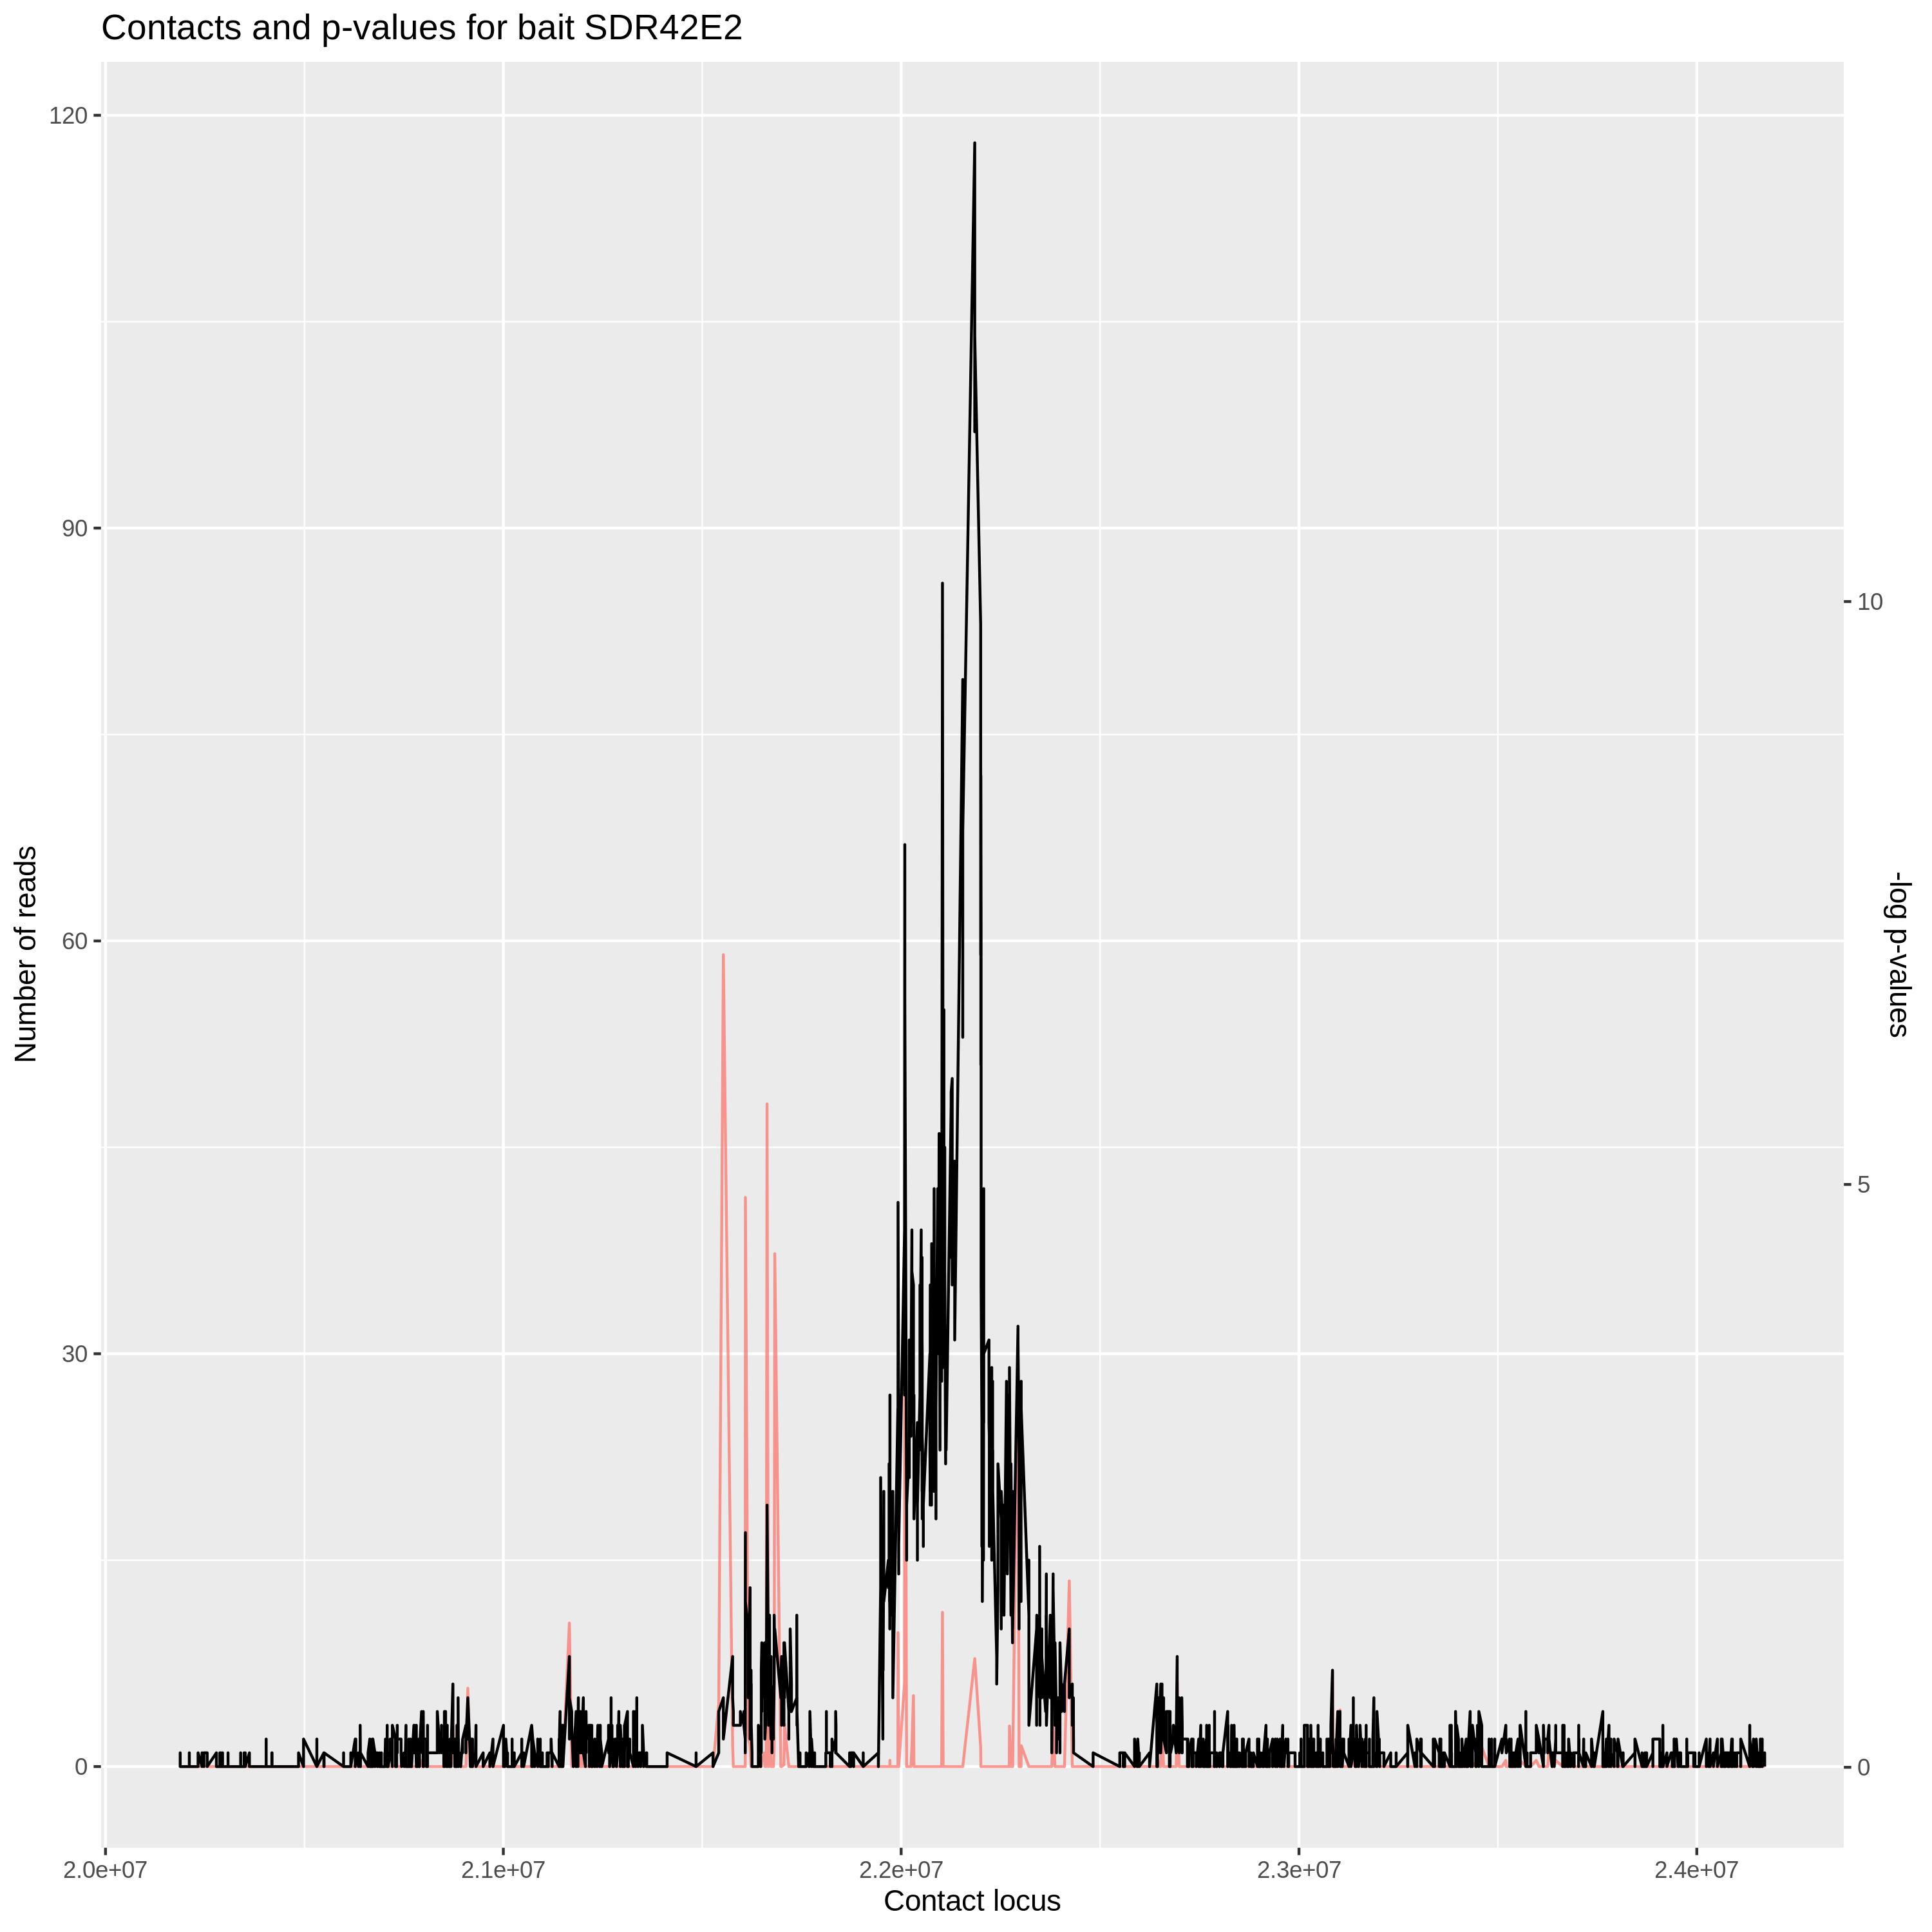 Contacts and p-values for bait SDR42E2
120
90
60
30
0
Number of reads
10
5
0
-log p-values
2.0e+07
2.1e+07
2.2e+07
2.3e+07
2.4e+07
Contact locus